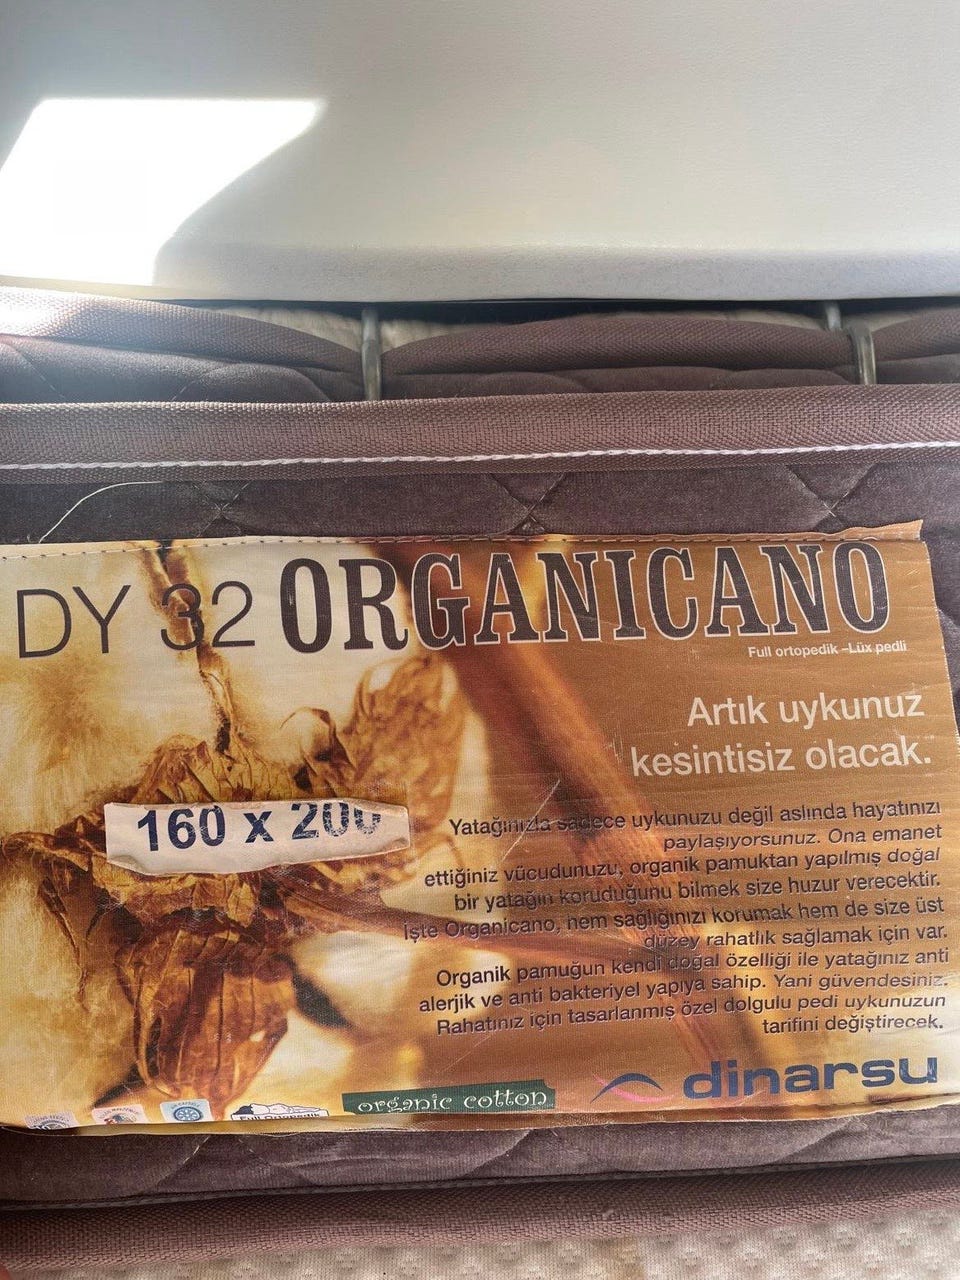 DY 32 ORGANICANO
Full ortopedik –Lüx pedli
Artık uykunuz
kesintisiz olacak.
160 x 200
Yatağınızla sadece uykunuzu değil aslında hayatınızı
paylaşıyorsunuz. Ona emanet
ettiğiniz vücudunuzu, organik pamuktan yapılmış doğal
bir yatağın koruduğunu bilmek size huzur verecektir.
İşte Organicano, hem sağlığınızı korumak hem de size üst
düzey rahatlık sağlamak için var.
Organik pamuğun kendi doğal özelliği ile yatağınız anti
alerjik ve anti bakteriyel yapıya sahip. Yani güvendesiniz.
Rahatınız için tasarlanmış özel dolgulu pedi uykunuzun
tarifini değiştirecek.
dinarsu
organic cotton